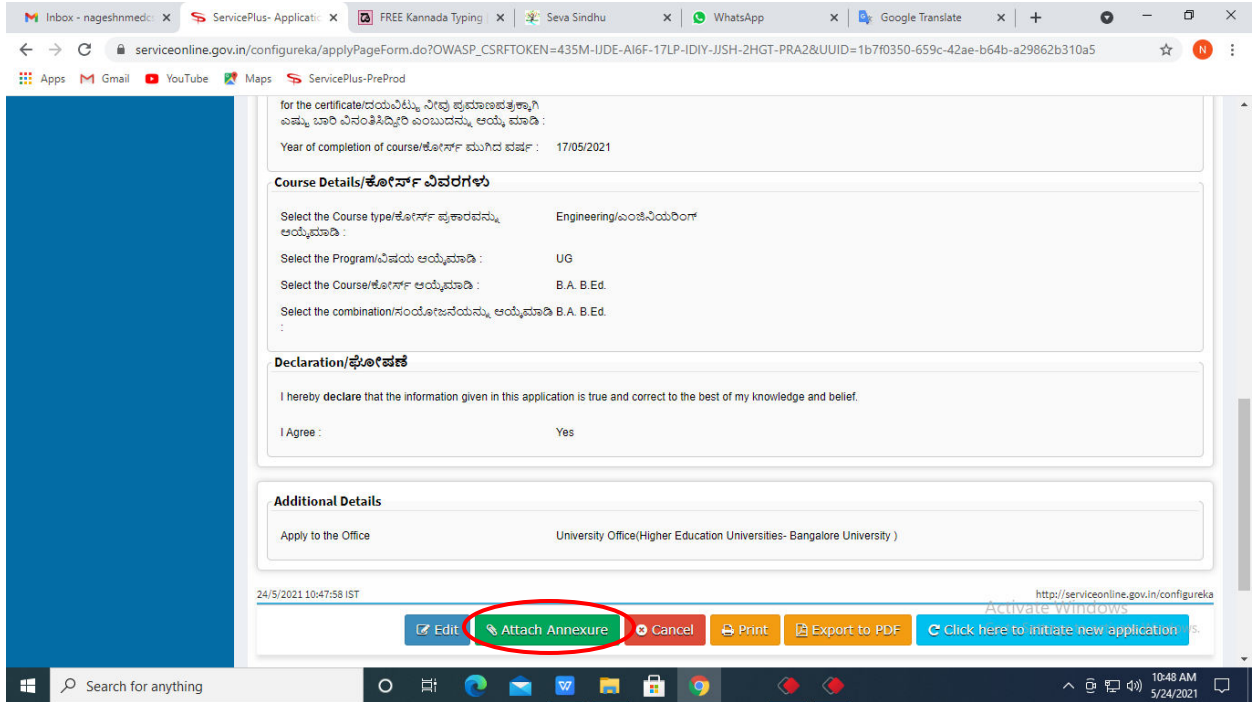 Inbox - nageshnmedc
ServicePlus- Applicatic
FREE Kannada Typing
Seva Sindhu
WhatsApp
Google Translate
serviceonline.gov.in/configureka/applyPageForm.do?OWASP_CSRFTOKEN=435M-IJDE-AI6F-17LP-IDIY-JJSH-2HGT-PRA2&UUID=1b7f0350-659c-42ae-b64b-a29862b310a5
N
Apps Gmail YouTube Maps ServicePlus-PreProd
for the certificate/ದಯವಿಟ್ಟು ನೀವು ಪ್ರಮಾಣಪತ್ರಕ್ಕಾಗಿ
ಎಷ್ಟು ಬಾರಿ ವಿನಂತಿಸಿದ್ದೀರಿ ಎಂಬುದನ್ನು ಆಯ್ಕೆ ಮಾಡಿ :
Year of completion of course/ಕೋರ್ಸ್ ಮುಗಿದ ವರ್ಷ : 17/05/2021
Course Details/ಕೋರ್ಸ್ ವಿವರಗಳು
Select the Course type/ಕೋರ್ಸ್ ಪ್ರಕಾರವನ್ನು Engineering/ಎಂಜಿನಿಯರಿಂಗ್
ಆಯ್ಕೆಮಾಡಿ :
Select the Program/ವಿಷಯ ಆಯ್ಕೆಮಾಡಿ : UG
Select the Course/ಕೋರ್ಸ್ ಆಯ್ಕೆಮಾಡಿ : B.A. B.Ed.
Select the combination/ಸಂಯೋಜನೆಯನ್ನು ಆಯ್ಕೆಮಾಡಿ B.A. B.Ed.
:
Declaration/ಘೋಷಣೆ
I hereby declare that the information given in this application is true and correct to the best of my knowledge and belief.
I Agree : Yes
Additional Details
Apply to the Office University Office(Higher Education Universities- Bangalore University )
24/5/2021 10:47:58 IST http://serviceonline.gov.in/configureka
Activate Windows
Edit Attach Annexure Cancel Print Export to PDF Click here to initiate new application
Search for anything
10:48 AM
5/24/2021